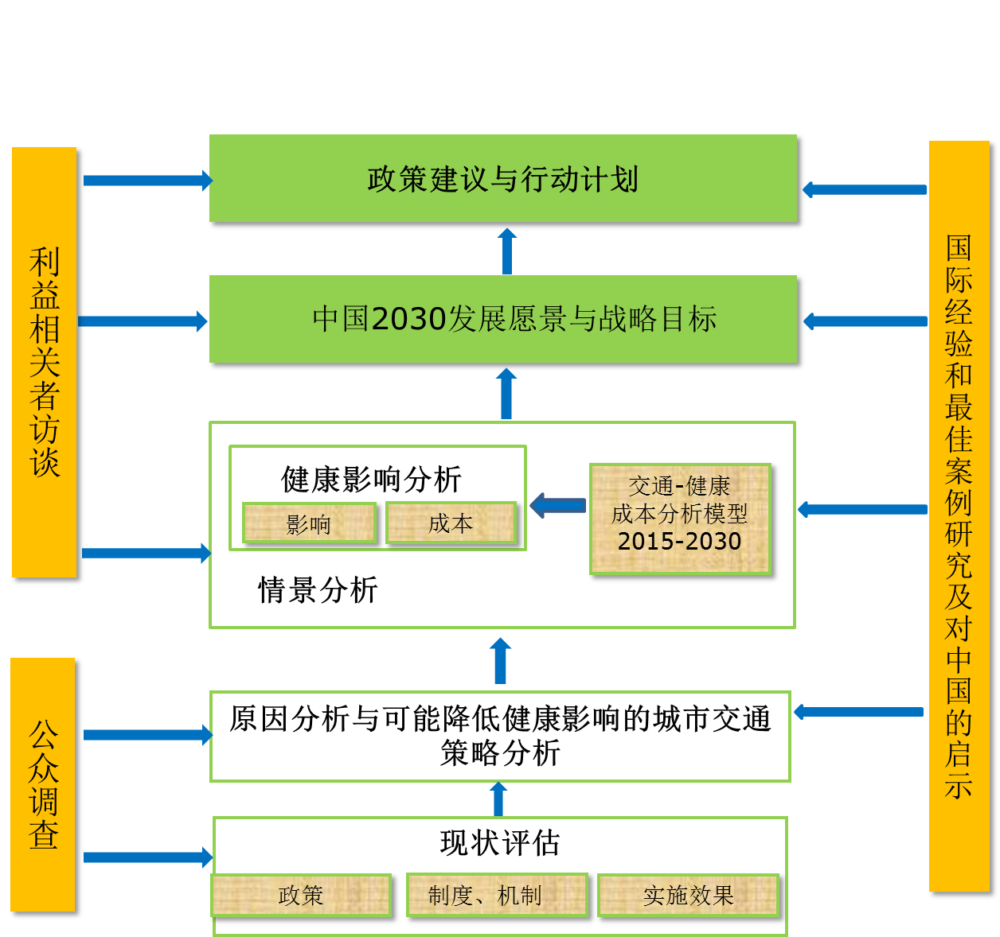 政策建议与行动计划
中国2030发展愿景与战略目标
健康影响分析
影响
成本
交通-健康
成本分析模型
2015-2030
情景分析
原因分析与可能降低健康影响的城市交通
策略分析
现状评估
政策
制度、机制
实施效果
利益相关者访谈
公众调查
国际经验和最佳案例研究及对中国的启示